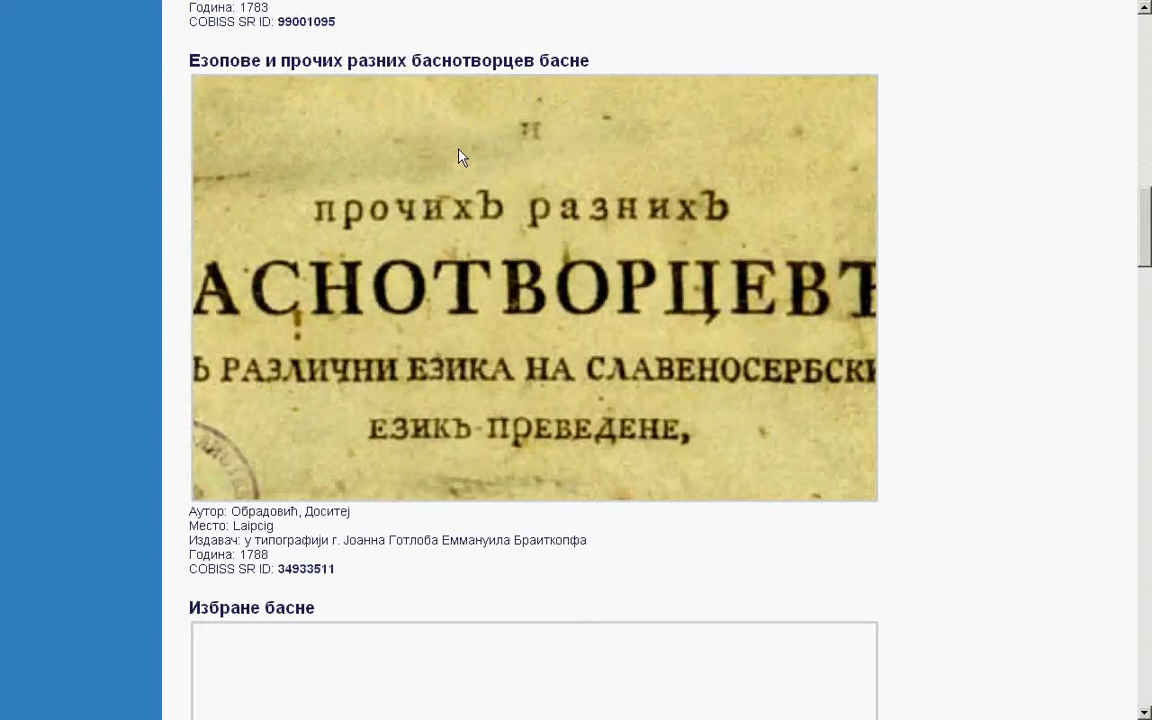 Година: 1783
COBISS SR ID: 99001095
Езопове и прочих разних баснотворцев басне
и
прочихЪ разнихЪ
АСНОТВОРЦЕВЪ
Ъ РАЗЛИЧНИ ЕЗИКА НА СЛАВЕНОСЕРБСКИ
ЕЗИКЪ ПРЕВЕДЕНЕ,
Аутор: Обрадовић, Доситеј
Место: Laipcig
Издавач: у типографији г. Јоанна Готлоба Еммануила Браиткопфа
Година: 1788
COBISS SR ID: 34933511
Избране басне